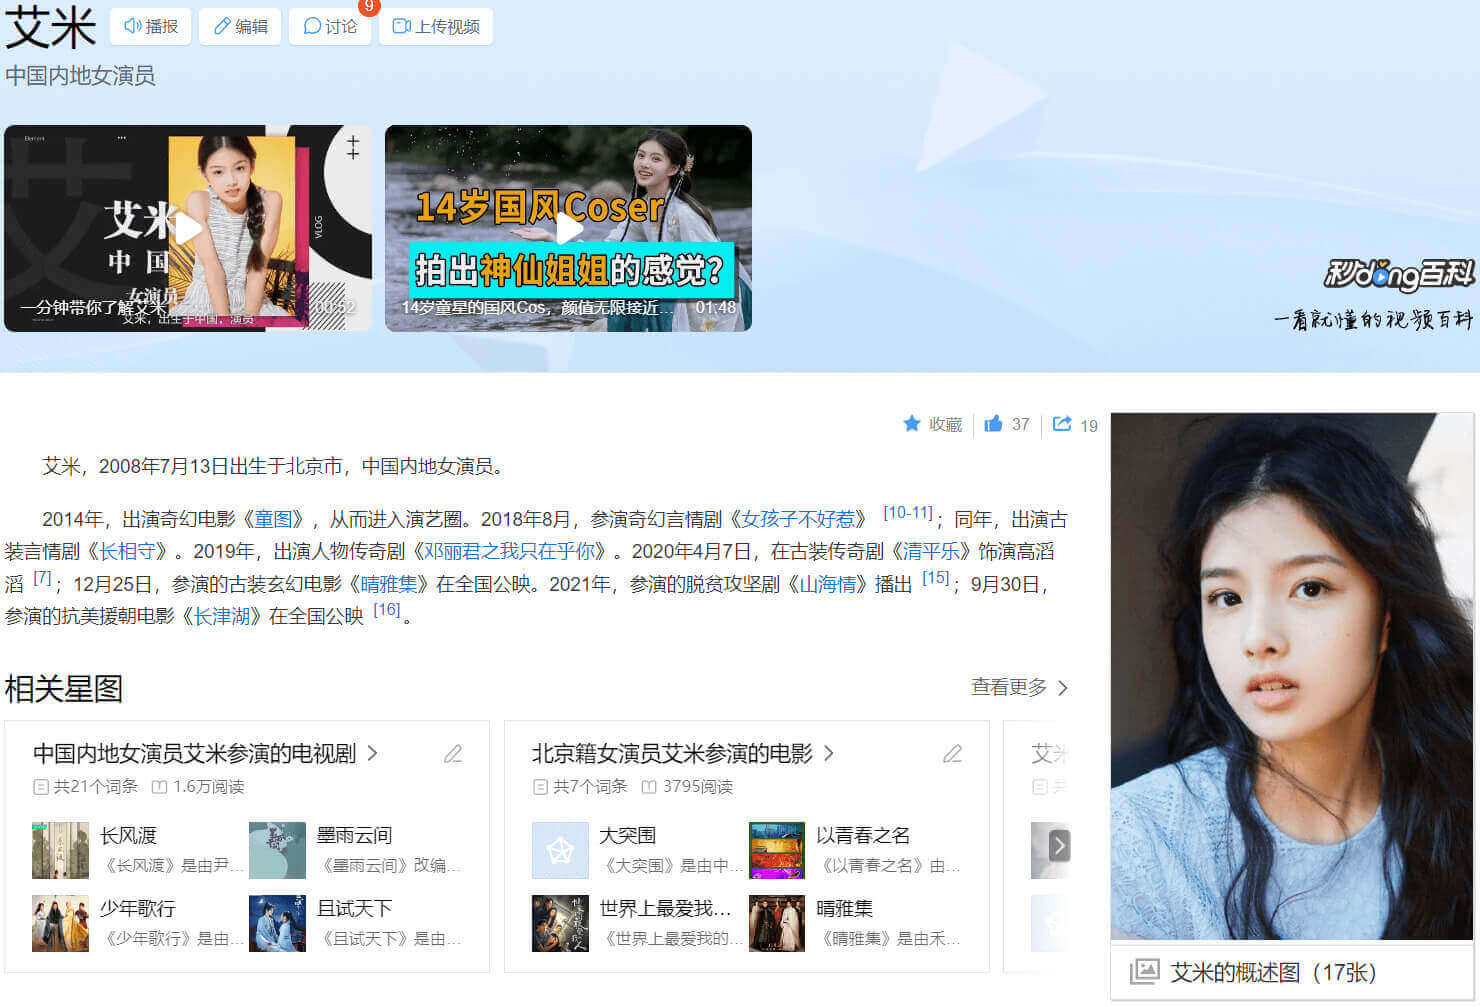 艾米
播报
编辑
讨论
9
上传视频
中国内地女演员
Element
艾米
中国
女演员
VLOG
一分钟带你了解艾米
00:52
艾米，出生于中国，演员
14岁国风Coser
拍出神仙姐姐的感觉?
14岁童星的国风Cos，颜值无限接近...
01:48
秒dong百科
一看就懂的视频百科
收藏
37
19
艾米，2008年7月13日出生于北京市，中国内地女演员。
2014年，出演奇幻电影《童图》，从而进入演艺圈。2018年8月，参演奇幻言情剧《女孩子不好惹》 [10-11]；同年，出演古
装言情剧《长相守》。2019年，出演人物传奇剧《邓丽君之我只在乎你》。2020年4月7日，在古装传奇剧《清平乐》饰演高滔
滔 [7]；12月25日，参演的古装玄幻电影《晴雅集》在全国公映。2021年，参演的脱贫攻坚剧《山海情》播出 [15]；9月30日，
参演的抗美援朝电影《长津湖》在全国公映 [16]。
相关星图
查看更多
中国内地女演员艾米参演的电视剧
共21个词条
1.6万阅读
长风渡
《长风渡》是由尹...
墨雨云间
《墨雨云间》改编...
少年歌行
《少年歌行》是由...
且试天下
《且试天下》是由...
北京籍女演员艾米参演的电影
共7个词条
3795阅读
大突围
《大突围》是由中...
以青春之名
《以青春之名》由...
世界上最爱我...
《世界上最爱我的...
晴雅集
《晴雅集》是由禾...
艾米
共
艾米的概述图（17张）